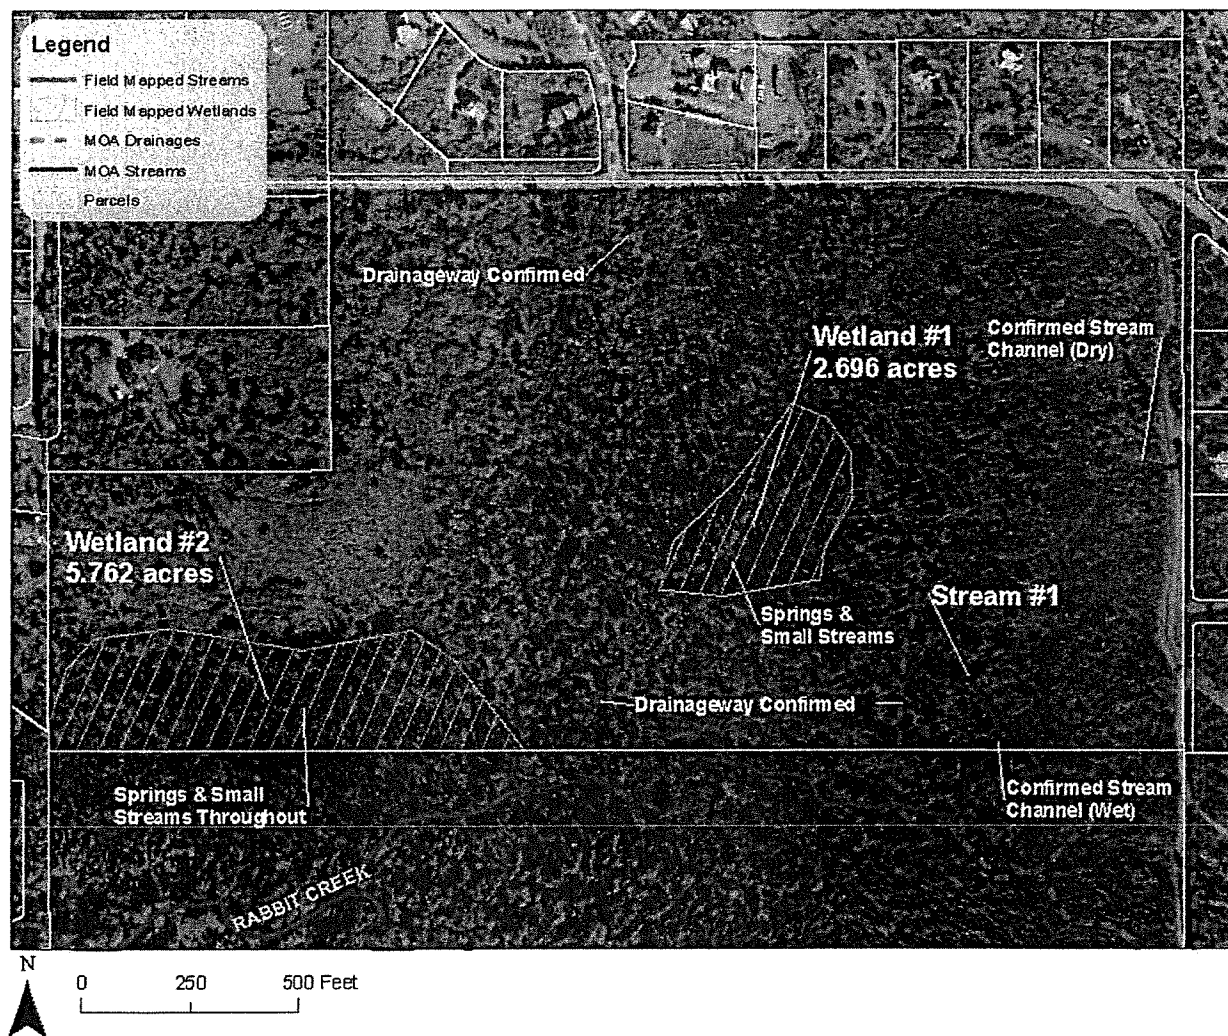 Legend
Field Mapped Streams
Field Mapped Wetlands
MOA Drainages
MOA Streams
Parcels
Drainageway Confirmed
Wetland #1
2.696 acres
Confirmed Stream
Channel (Dry)
Wetland #2
5.762 acres
Stream #1
Springs &
Small Streams
Drainageway Confirmed
Springs & Small
Streams Throughout
Confirmed Stream
Channel (Wet)
RABBIT CREEK
N
0 250 500 Feet